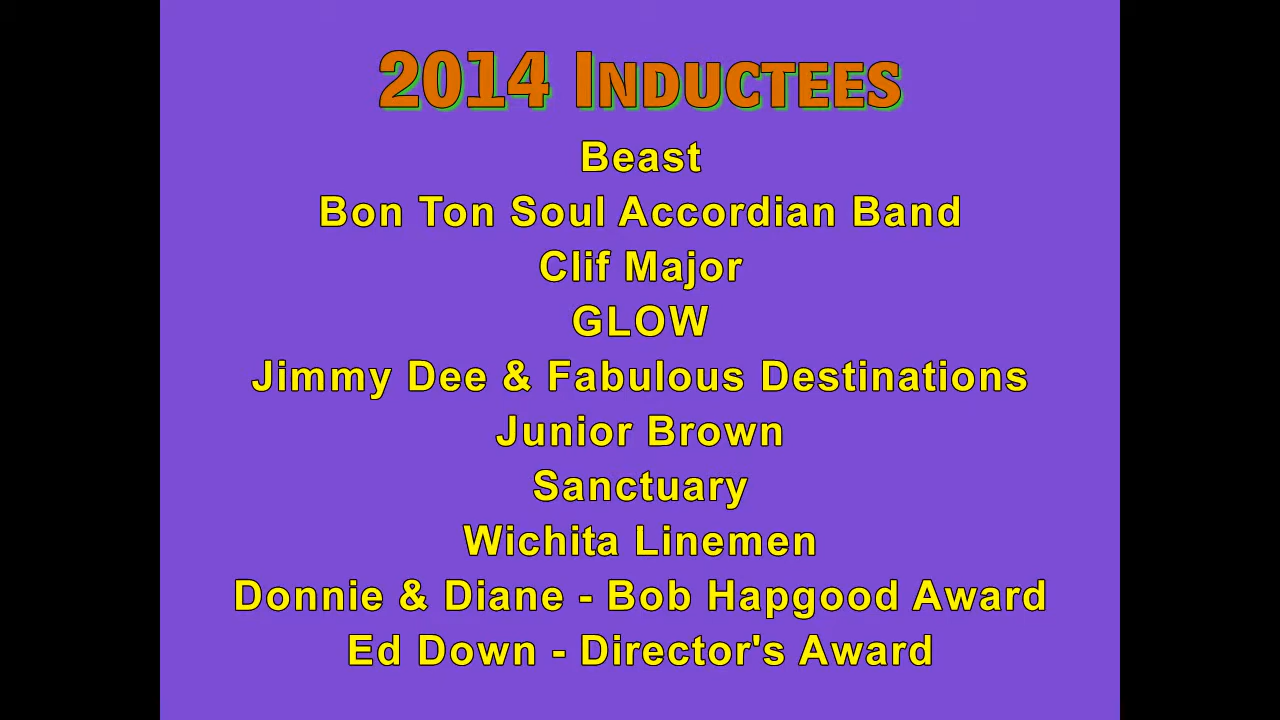 2014 INDUCTEES
Beast
Bon Ton Soul Accordian Band
Clif Major
GLOW
Jimmy Dee & Fabulous Destinations
Junior Brown
Sanctuary
Wichita Linemen
Donnie & Diane - Bob Hapgood Award
Ed Down - Director's Award